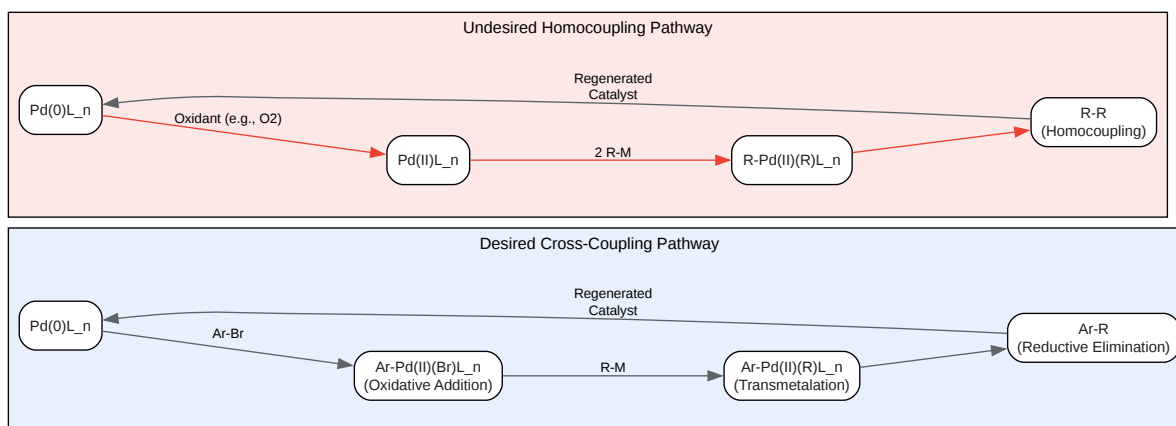 Undesired Homocoupling Pathway
Regenerated
Catalyst
Pd(0)L_n
Oxidant (e.g., O2)
R-R
(Homocoupling)
Pd(II)L_n
2 R-M
R-Pd(II)(R)L_n
Desired Cross-Coupling Pathway
Regenerated
Catalyst
Pd(0)L_n
Ar-Br
Ar-R
(Reductive Elimination)
Ar-Pd(II)(Br)L_n
(Oxidative Addition)
R-M
Ar-Pd(II)(R)L_n
(Transmetalation)